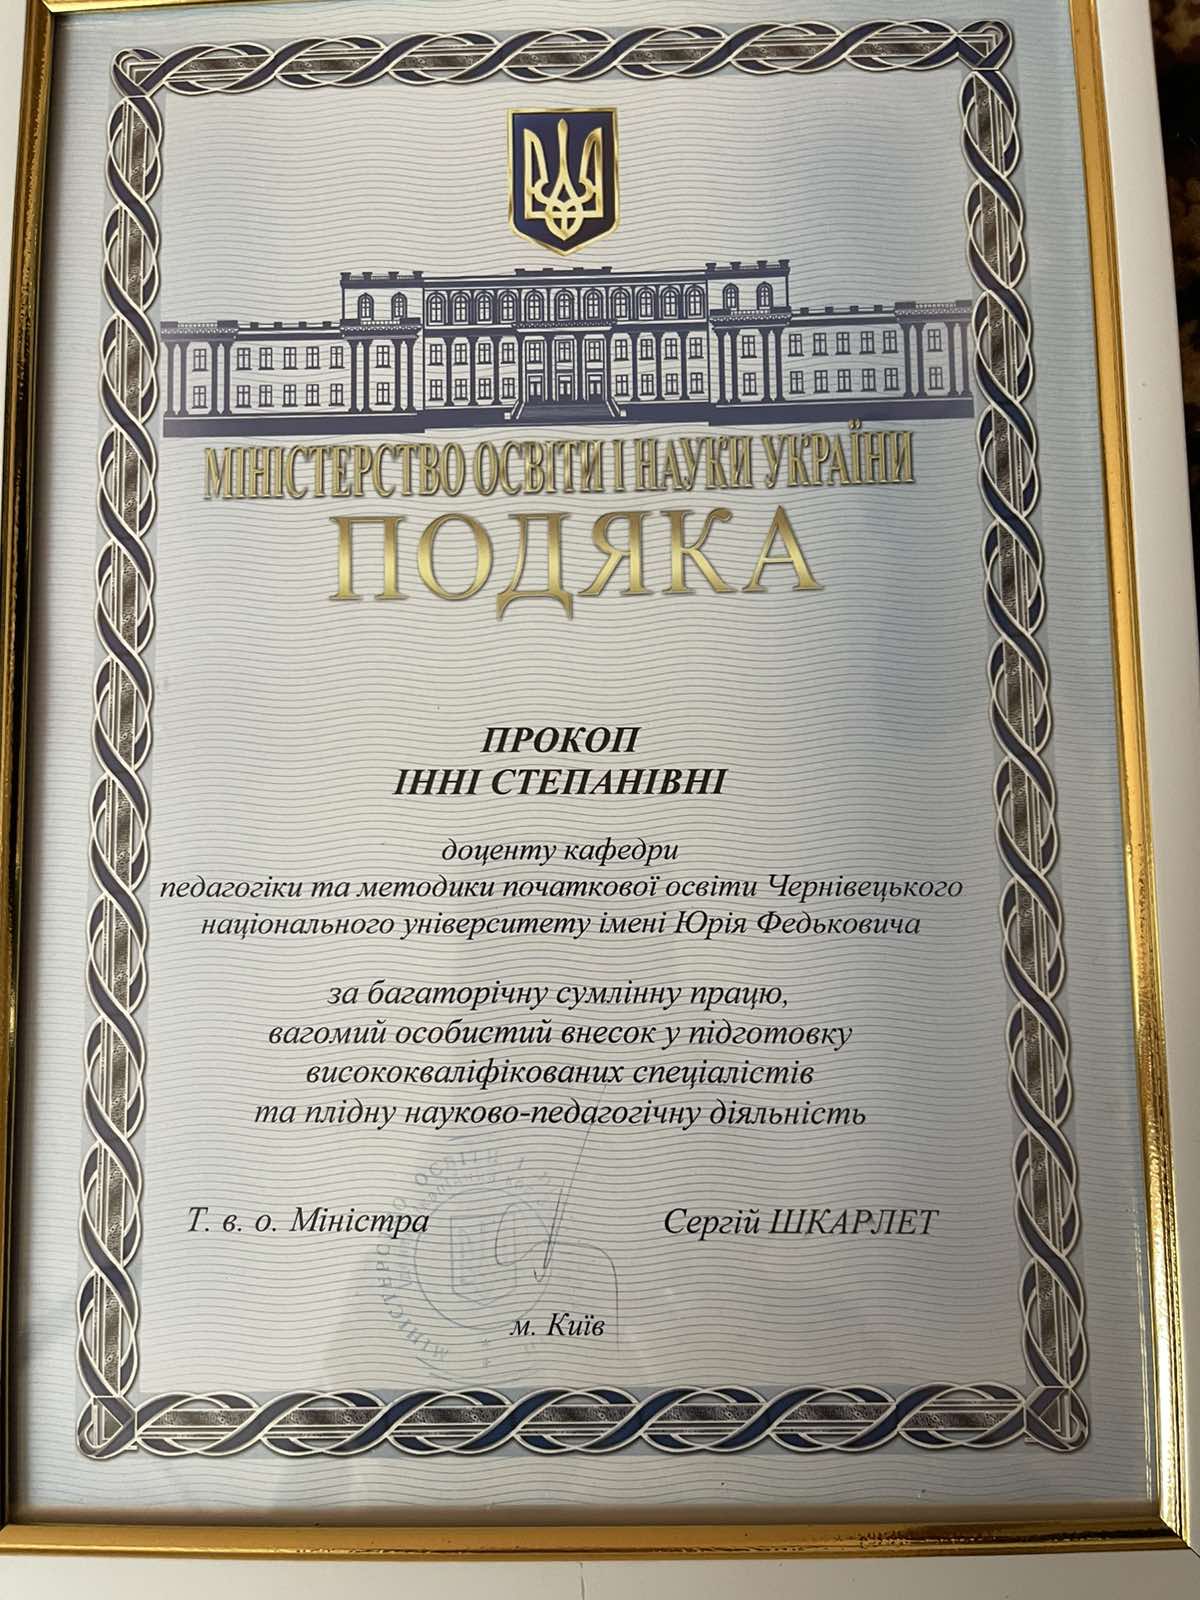 МІНІСТЕРСТВО ОСВІТИ І НАУКИ УКРАЇНИ
ПОДЯКА
ПРОКОП
ІННІ СТЕПАНІВНІ
доценту кафедри
педагогіки та методики початкової освіти Чернівецького
національного університету імені Юрія Федьковича
за багаторічну сумлінну працю,
вагомий особистий внесок у підготовку
висококваліфікованих спеціалістів
та плідну науково-педагогічну діяльність
Т. в. о. Міністра
Сергій ШКАРЛЕТ
МІНІСТЕРСТВО ОСВІТИ І
м. Київ